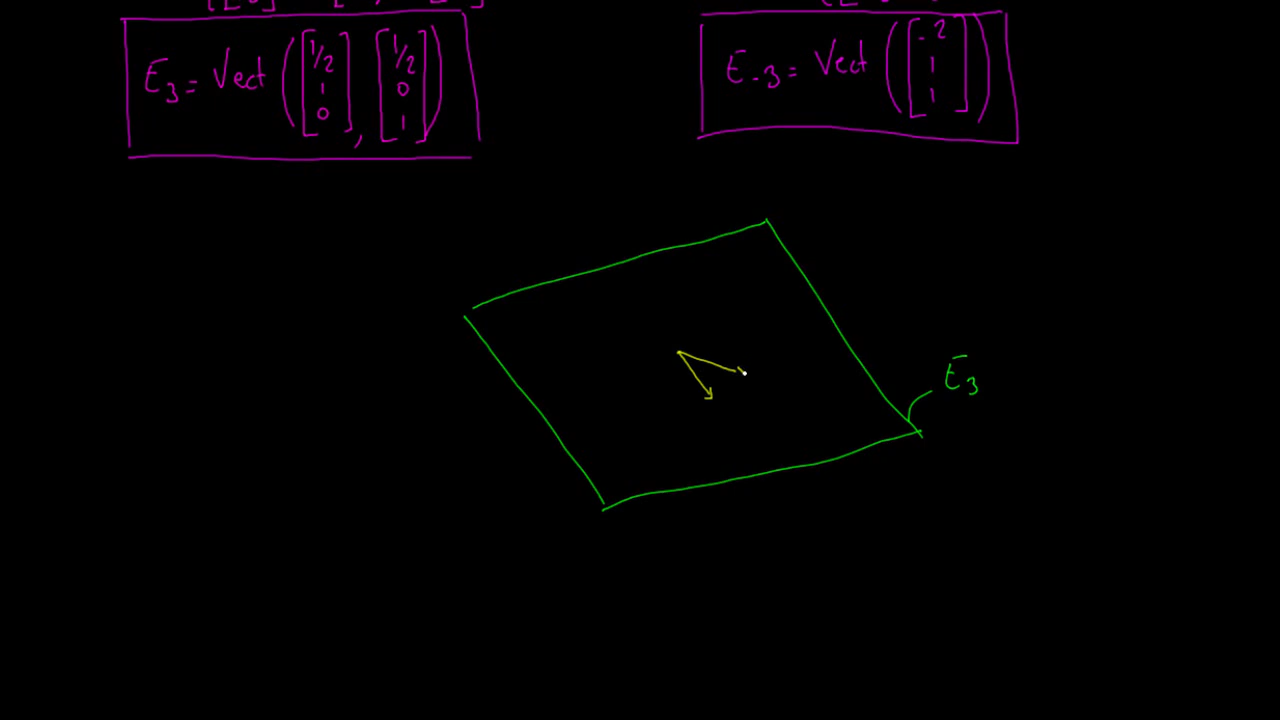 E₃ = Vect ( [1/2 1 0] , [1/2 0 1] )
E₋₃ = Vect ( [-2 1 1] )
E₃